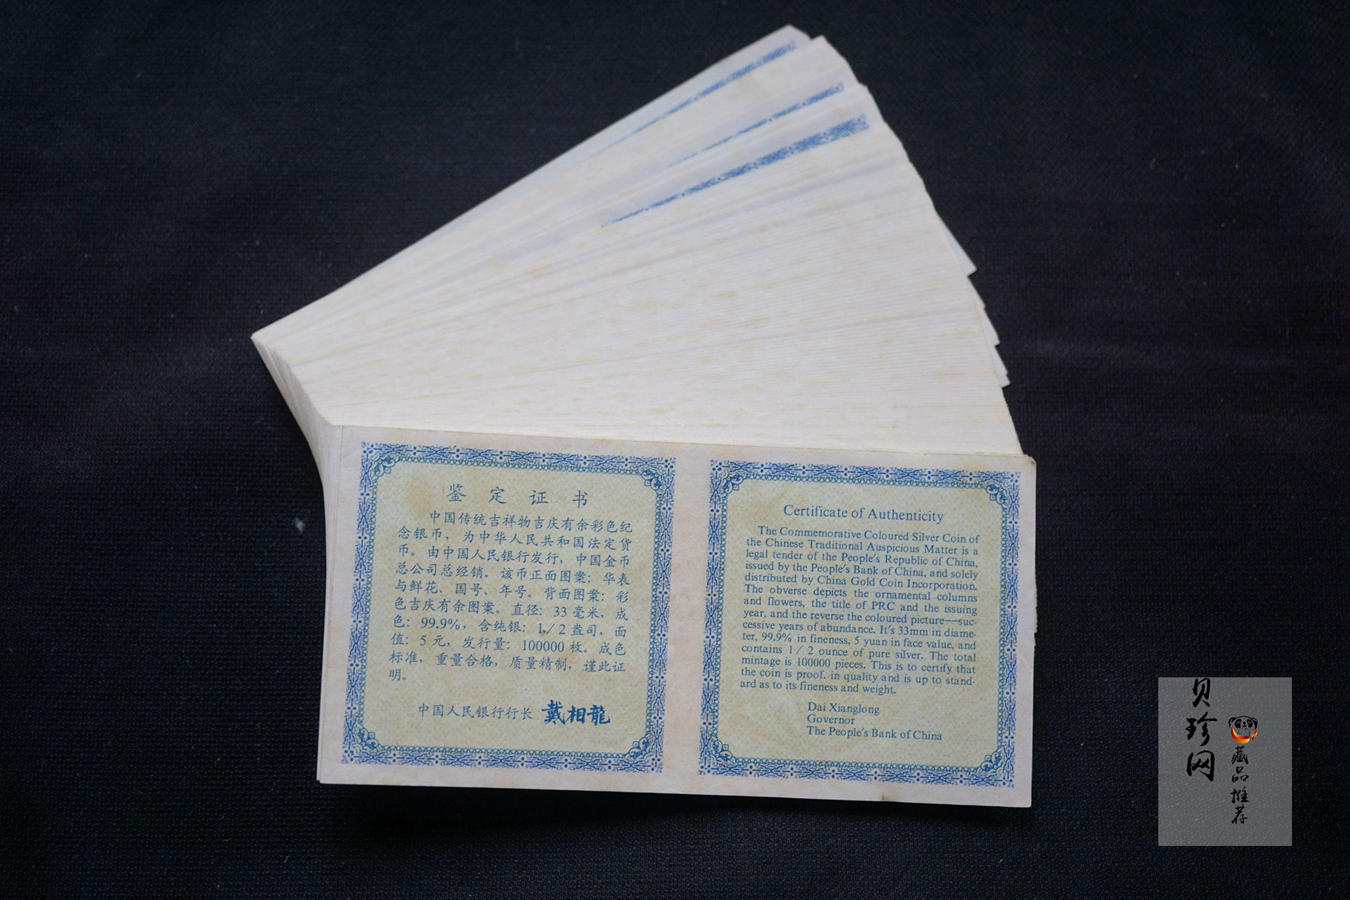 鉴定证书
中国传统吉祥物吉庆有余彩色纪
念银币，为中华人民共和国法定货
币。由中国人民银行发行，中国金币
总公司总经销。该币正面图案：华表
与鲜花、国号、年号。背面图案：彩
色吉庆有余图案。直径：33毫米，成
色：99.9%，含纯银：1/2盎司，面
值：5元，发行量：100000枚。成色
标准，重量合格，质量精制，谨此证
明。
中国人民银行行长 戴相龍
Certificate of Authenticity
The Commemorative Coloured Silver Coin of
the Chinese Traditional Auspicious Matter is a
legal tender of the People's Republic of China,
issued by the People's Bank of China, and solely
distributed by China Gold Coin Incorporation.
The obverse depicts the ornamental columns
and flowers, the title of PRC and the issuing
year, and the reverse the coloured picture—suc-
cessive years of abundance. It's 33mm in diame-
ter, 99.9% in fineness, 5 yuan in face value, and
contains 1/2 ounce of pure silver. The total
mintage is 100000 pieces. This is to certify that
the coin is proof. in quality and is up to stand-
ard as to its fineness and weight.
Dai Xianglong
Governor
The People's Bank of China
贝珍网
藏品推荐